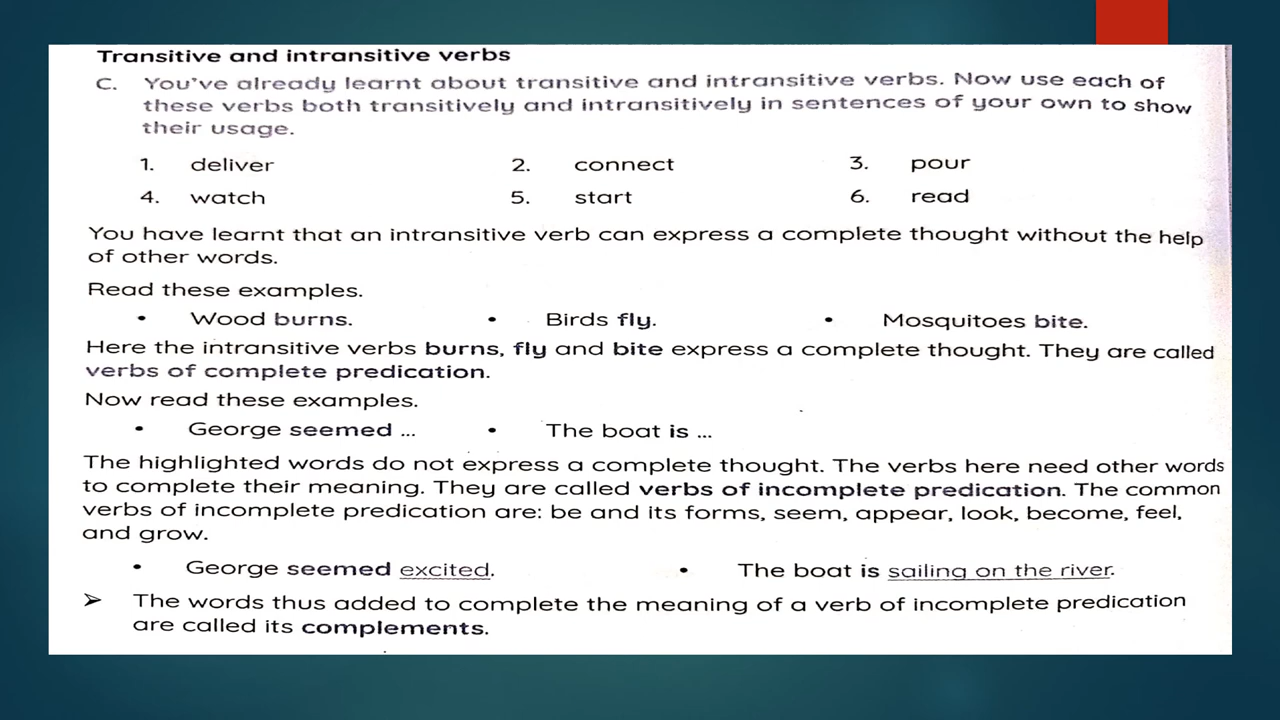 Transitive and intransitive verbs
C. You've already learnt about transitive and intransitive verbs. Now use each of
these verbs both transitively and intransitively in sentences of your own to show
their usage.
1. deliver 2. connect 3. pour
4. watch 5. start 6. read
You have learnt that an intransitive verb can express a complete thought without the help
of other words.
Read these examples.
• Wood burns. • Birds fly. • Mosquitoes bite.
Here the intransitive verbs burns, fly and bite express a complete thought. They are called
verbs of complete predication.
Now read these examples.
• George seemed ... • The boat is ...
The highlighted words do not express a complete thought. The verbs here need other words
to complete their meaning. They are called verbs of incomplete predication. The common
verbs of incomplete predication are: be and its forms, seem, appear, look, become, feel,
and grow.
• George seemed excited. • The boat is sailing on the river.
➢ The words thus added to complete the meaning of a verb of incomplete predication
are called its complements.